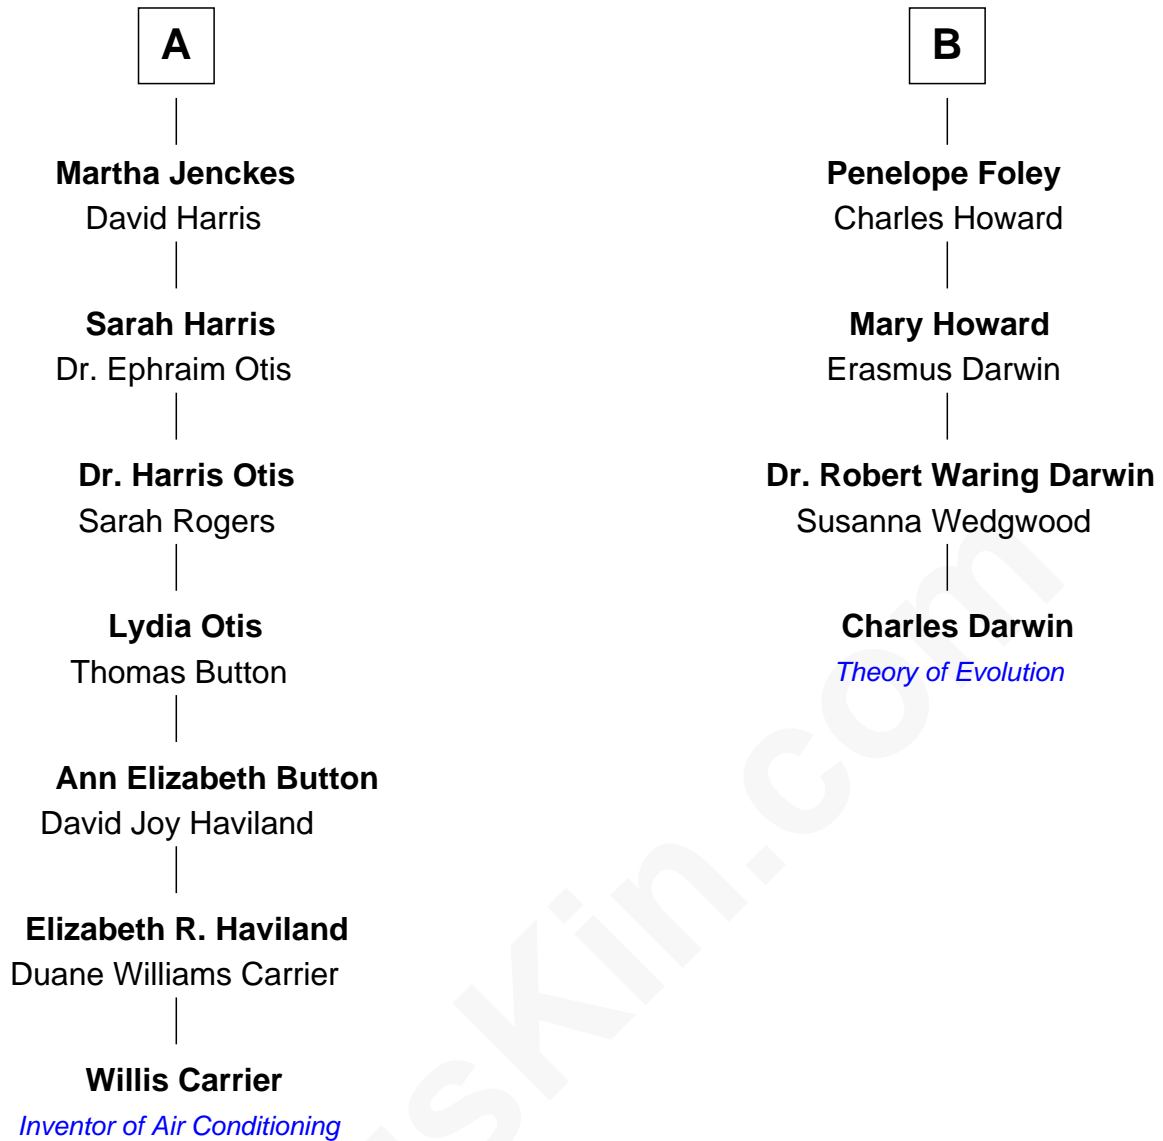 A
Martha Jenckes
David Harris
Sarah Harris
Dr. Ephraim Otis
Dr. Harris Otis
Sarah Rogers
Lydia Otis
Thomas Button
Ann Elizabeth Button
David Joy Haviland
Elizabeth R. Haviland
Duane Williams Carrier
Willis Carrier
Inventor of Air Conditioning
B
Penelope Foley
Charles Howard
Mary Howard
Erasmus Darwin
Dr. Robert Waring Darwin
Susanna Wedgwood
Charles Darwin
Theory of Evolution